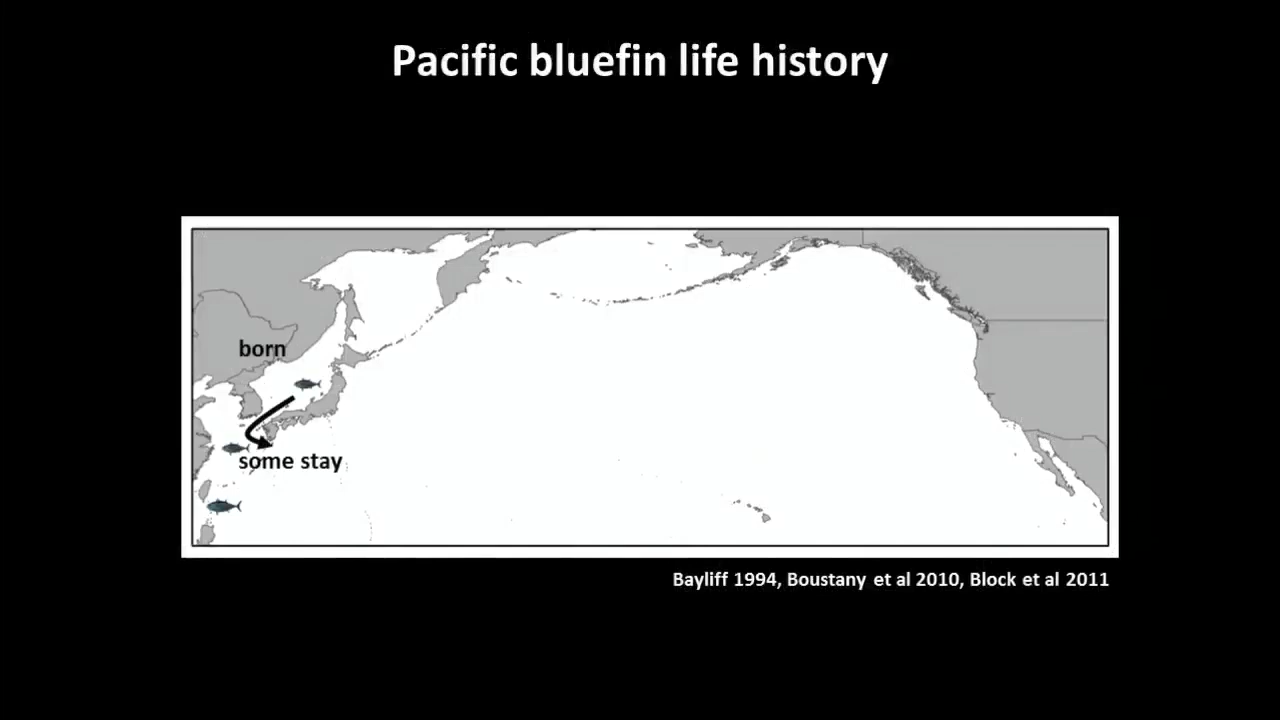 Pacific bluefin life history
born
some stay
Bayliff 1994, Boustany et al 2010, Block et al 2011